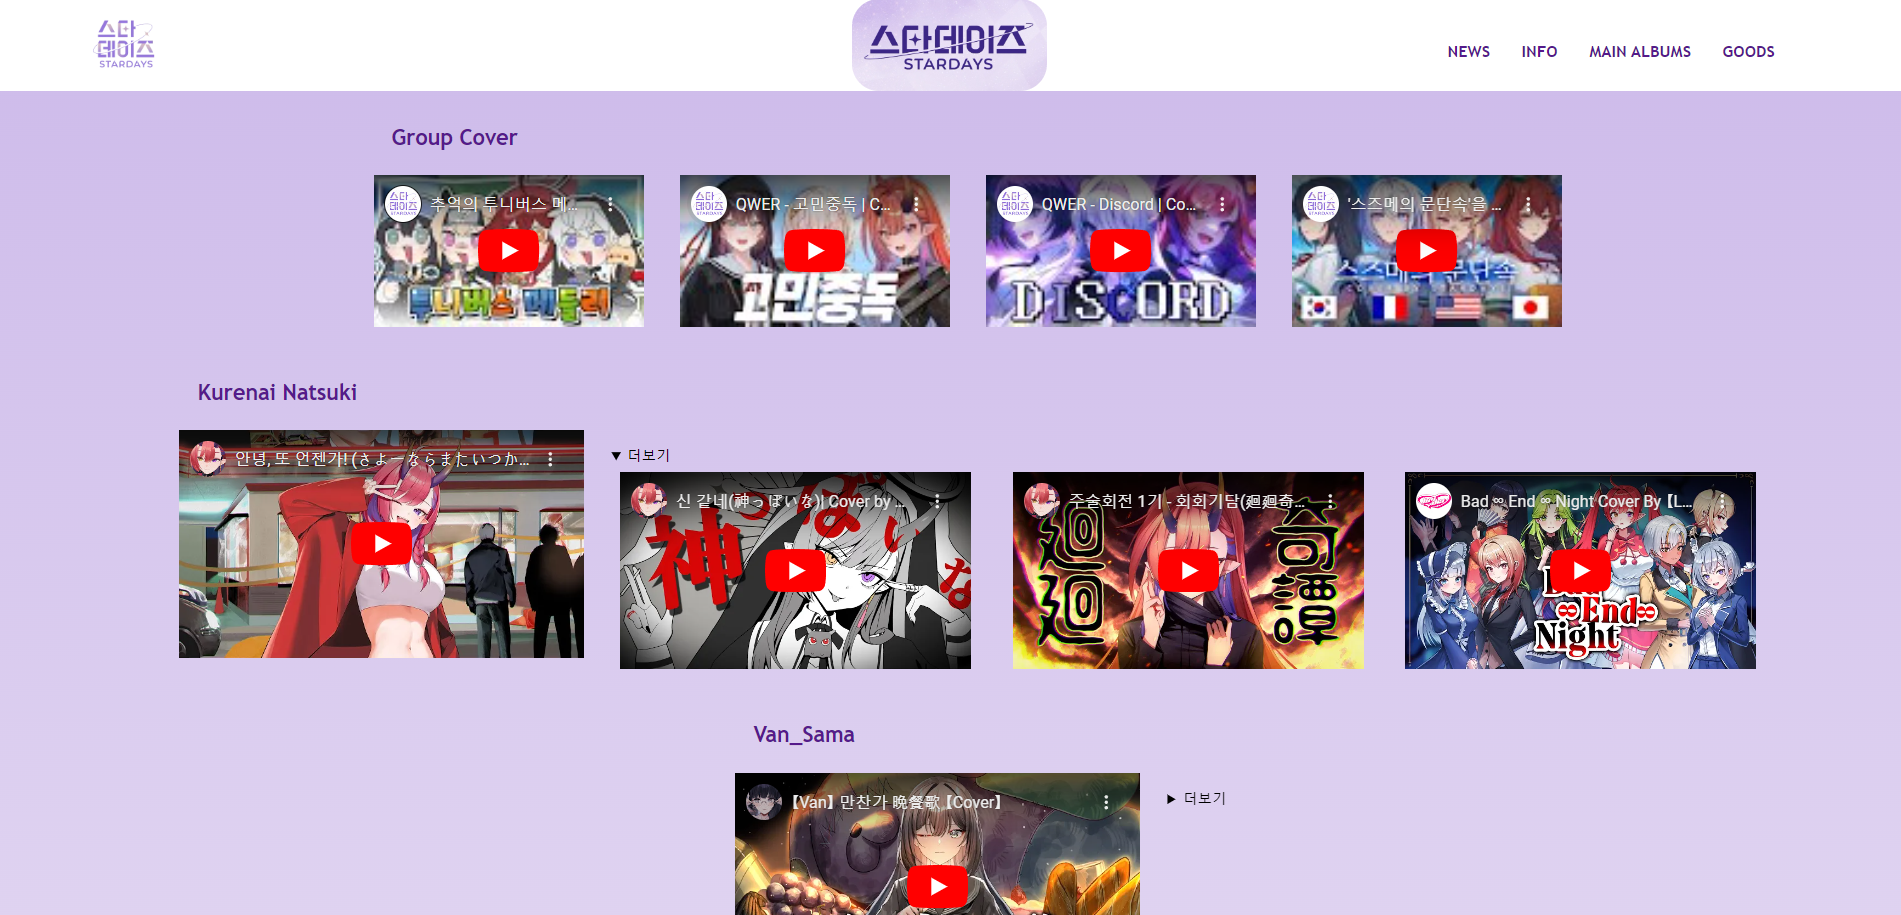 스타
데이즈
STARDAYS
스타데이즈
STARDAYS
NEWS INFO MAIN ALBUMS GOODS
Group Cover
추억의 투니버스 메...
QWER - 고민중독 | C...
QWER - Discord | Co...
'스즈메의 문단속'을 ...
투니버스 메들리
고민중독
DISCORD
스즈메의 문단속
Kurenai Natsuki
안녕, 또 언젠가! (さよーならまたいつか...
▼ 더보기
신 같네(神っぽいな)| Cover by ...
주술회전 1기 - 회회기담(廻廻奇...
Bad ∞ End ∞ Night Cover By 【L...
神っぽいな
廻廻
奇譚
Bad
∞End∞
Night
Van_Sama
【Van】 만찬가 晩餐歌 【Cover】
▶ 더보기